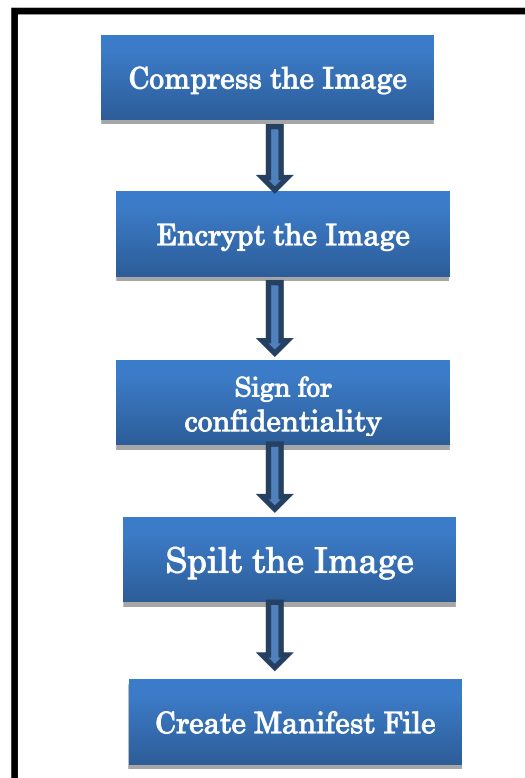 Compress the Image
Encrypt the Image
Sign for
confidentiality
Spilt the Image
Create Manifest File